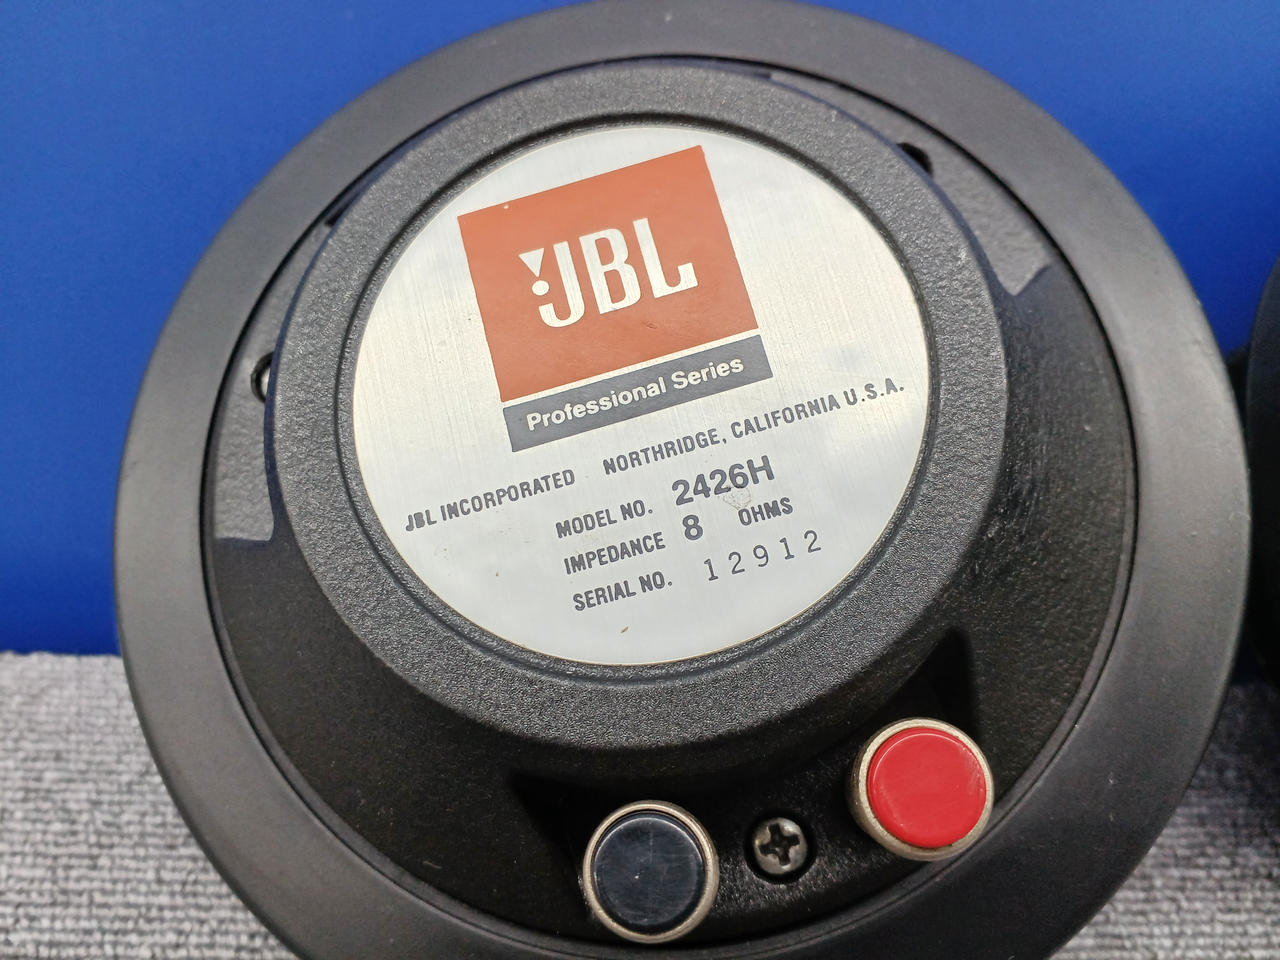 JBL
Professional Series
JBL INCORPORATED NORTHRIDGE, CALIFORNIA U.S.A.
MODEL NO. 2426H
IMPEDANCE 8 OHMS
SERIAL NO. 12912